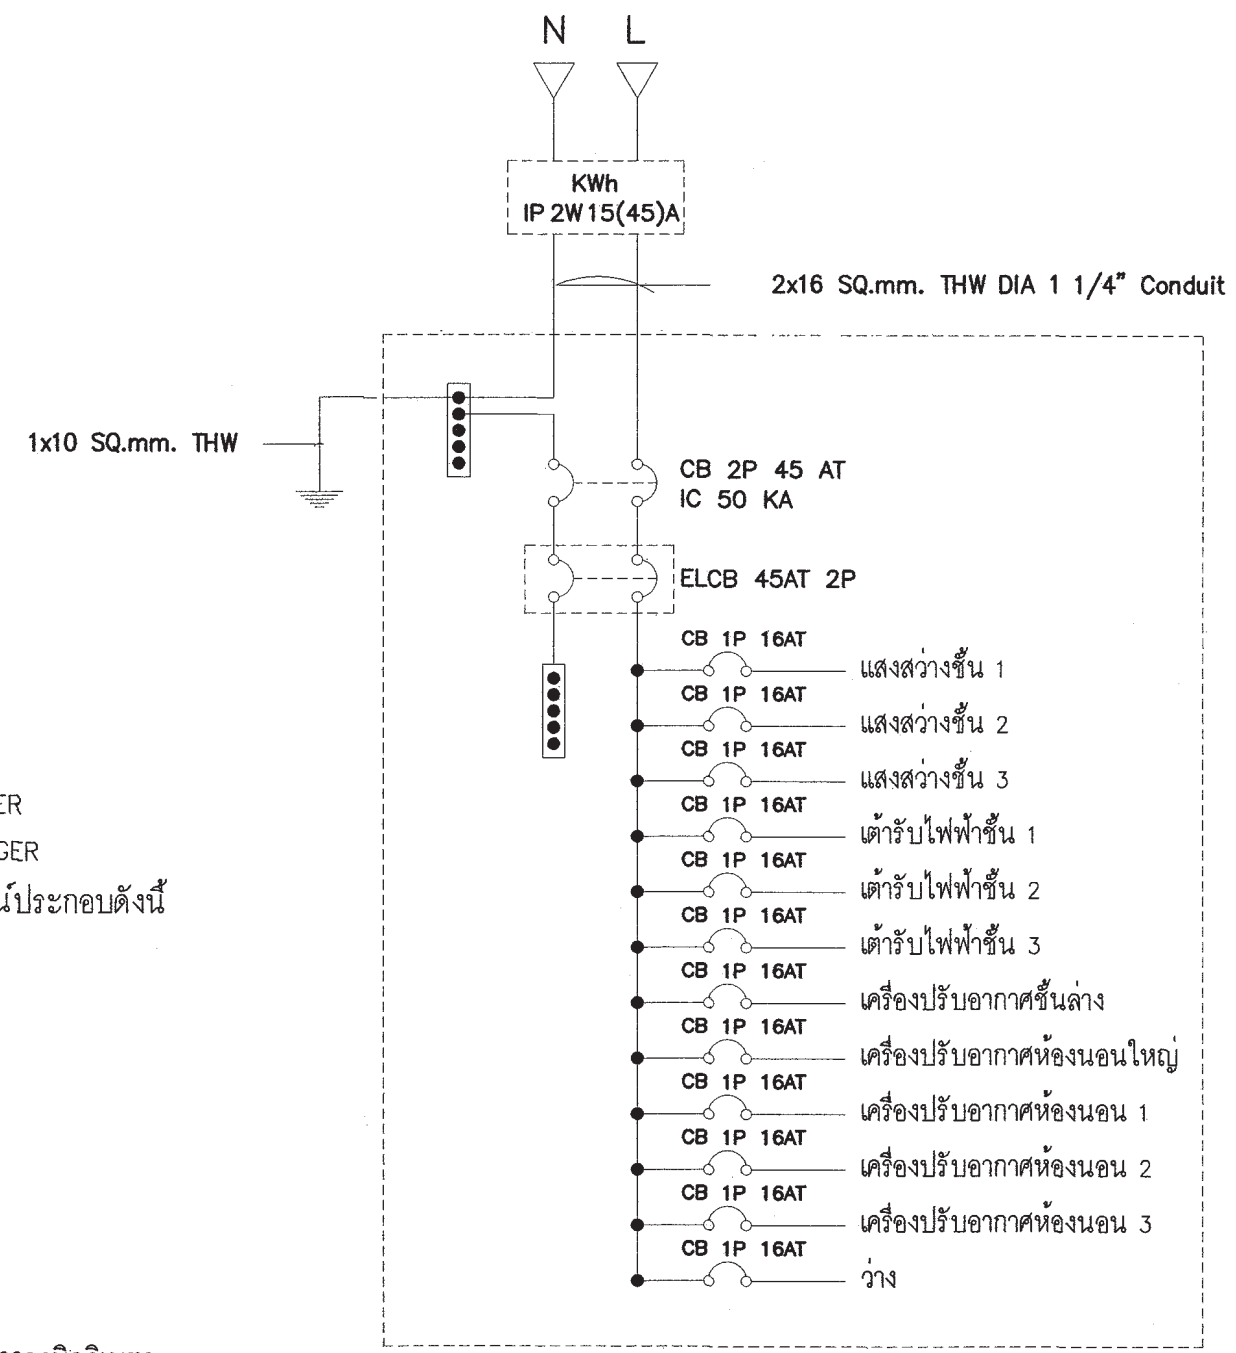 N L
KWh
IP 2W 15(45)A
2x16 SQ.mm. THW DIA 1 1/4" Conduit
1x10 SQ.mm. THW
CB 2P 45 AT
IC 50 KA
ELCB 45AT 2P
CB 1P 16AT
แสงสว่างชั้น 1
CB 1P 16AT
แสงสว่างชั้น 2
CB 1P 16AT
แสงสว่างชั้น 3
CB 1P 16AT
เต้ารับไฟฟ้าชั้น 1
CB 1P 16AT
เต้ารับไฟฟ้าชั้น 2
CB 1P 16AT
เต้ารับไฟฟ้าชั้น 3
CB 1P 16AT
เครื่องปรับอากาศชั้นล่าง
CB 1P 16AT
เครื่องปรับอากาศห้องนอนใหญ่
CB 1P 16AT
เครื่องปรับอากาศห้องนอน 1
CB 1P 16AT
เครื่องปรับอากาศห้องนอน 2
CB 1P 16AT
เครื่องปรับอากาศห้องนอน 3
CB 1P 16AT
ว่าง
ER
GER
น์ประกอบดังนี้